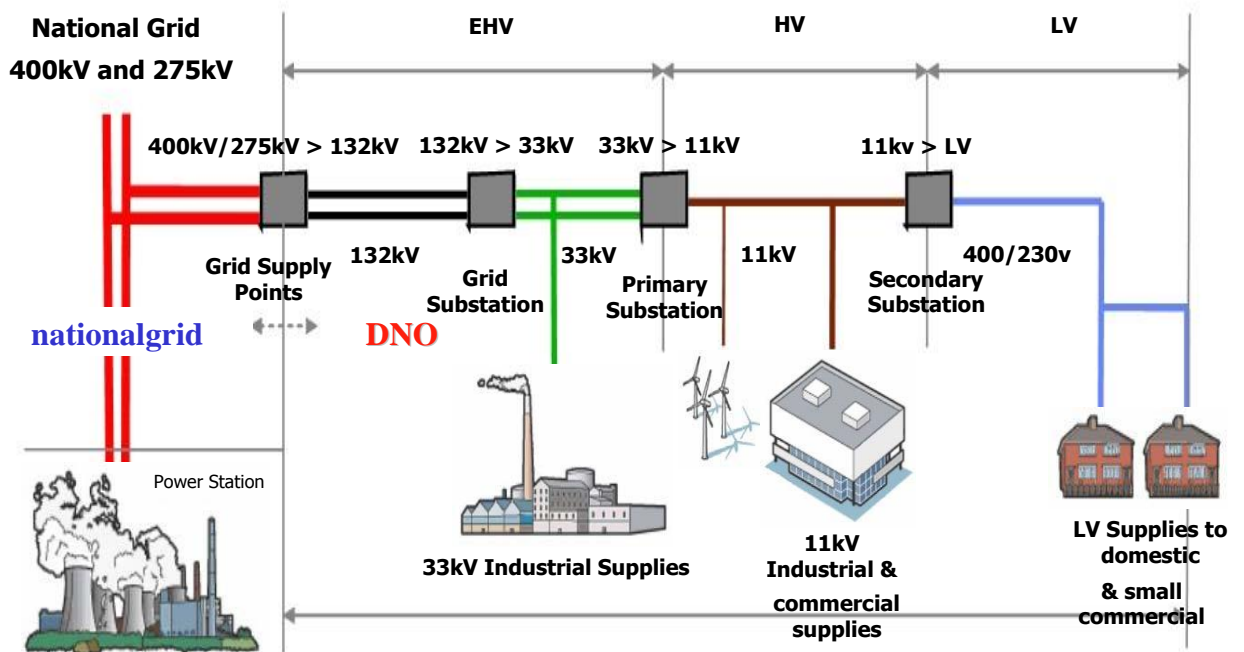 National Grid
400kV and 275kV
EHV
HV
LV
400kV/275kV > 132kV
132kV > 33kV
33kV > 11kV
11kv > LV
132kV
33kV
11kV
400/230v
Grid Supply
Points
Grid
Substation
Primary
Substation
Secondary
Substation
nationalgrid
DNO
Power Station
33kV Industrial Supplies
11kV
Industrial &
commercial
supplies
LV Supplies to
domestic
& small
commercial